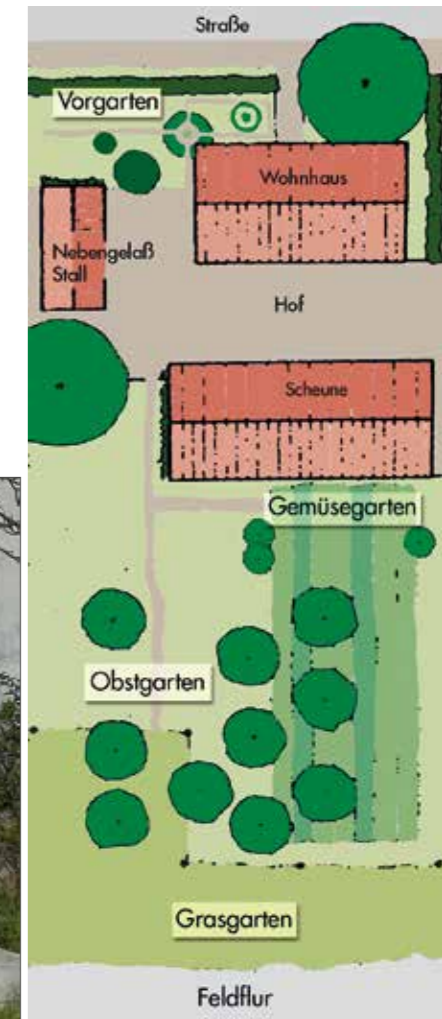 Straße
Vorgarten
Wohnhaus
Nebengelaß
Stall
Hof
Scheune
Gemüsegarten
Obstgarten
Grasgarten
Feldflur